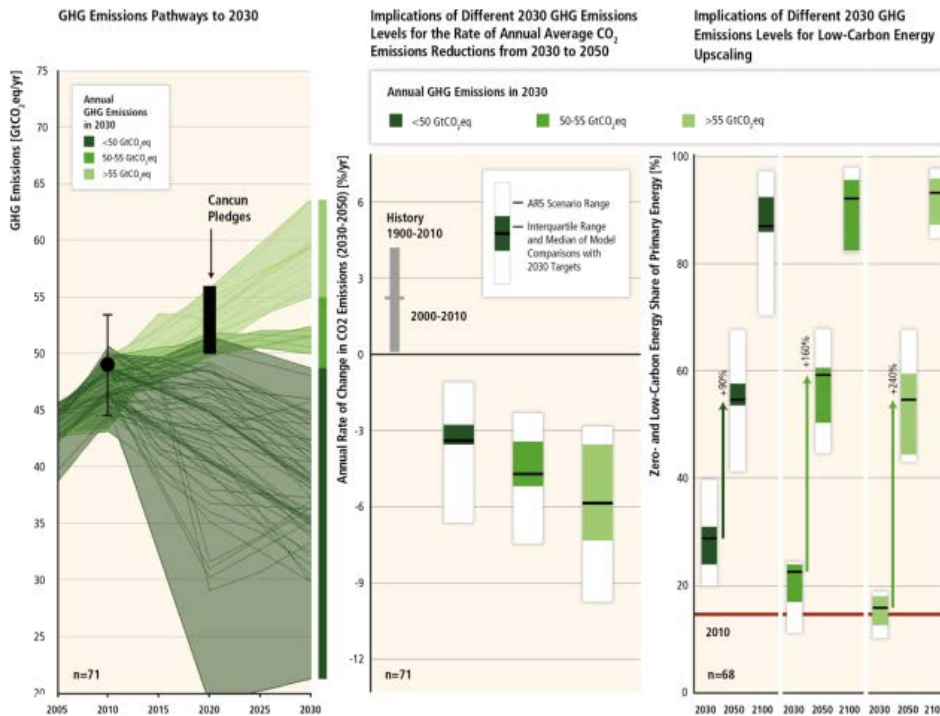 GHG Emissions Pathways to 2030
GHG Emissions [GtCO2eq/yr]
75
70
65
60
55
50
45
40
35
30
25
20
Annual
GHG Emissions
in 2030
<50 GtCO2eq
50-55 GtCO2eq
>55 GtCO2eq
Cancun
Pledges
n=71
2005 2010 2015 2020 2025 2030
Implications of Different 2030 GHG Emissions
Levels for the Rate of Annual Average CO2
Emissions Reductions from 2030 to 2050
Implications of Different 2030 GHG
Emissions Levels for Low-Carbon Energy
Upscaling
Annual GHG Emissions in 2030
<50 GtCO2eq 50-55 GtCO2eq >55 GtCO2eq
Annual Rate of Change in CO2 Emissions (2030-2050) [%/yr]
6
3
0
-3
-6
-9
-12
History
1900-2010
2000-2010
AR5 Scenario Range
Interquartile Range
and Median of Model
Comparisons with
2030 Targets
n=71
Zero- and Low-Carbon Energy Share of Primary Energy [%]
100
80
60
40
20
0
+90%
+160%
+240%
2010
n=68
2030 2050 2100 2030 2050 2100 2030 2050 2100